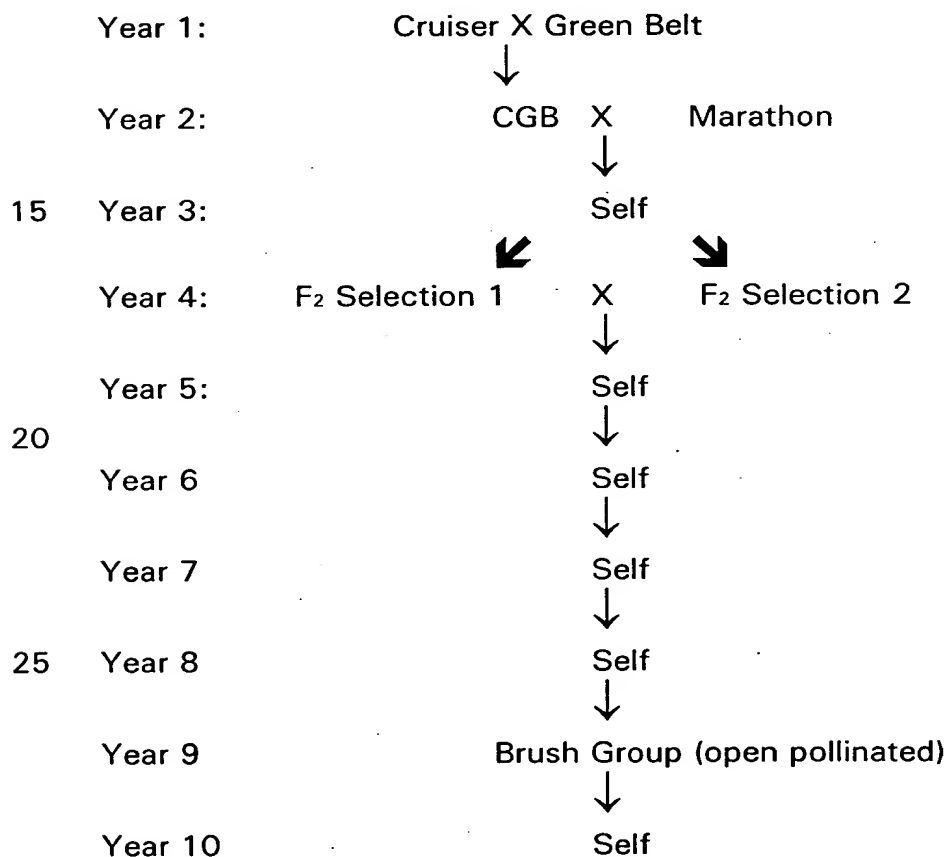 Year 1: Cruiser X Green Belt
Year 2: CGB X Marathon
15 Year 3: Self
Year 4: F₂ Selection 1 X F₂ Selection 2
Year 5: Self
20
Year 6 Self
Year 7 Self
25 Year 8 Self
Year 9 Brush Group (open pollinated)
Year 10 Self